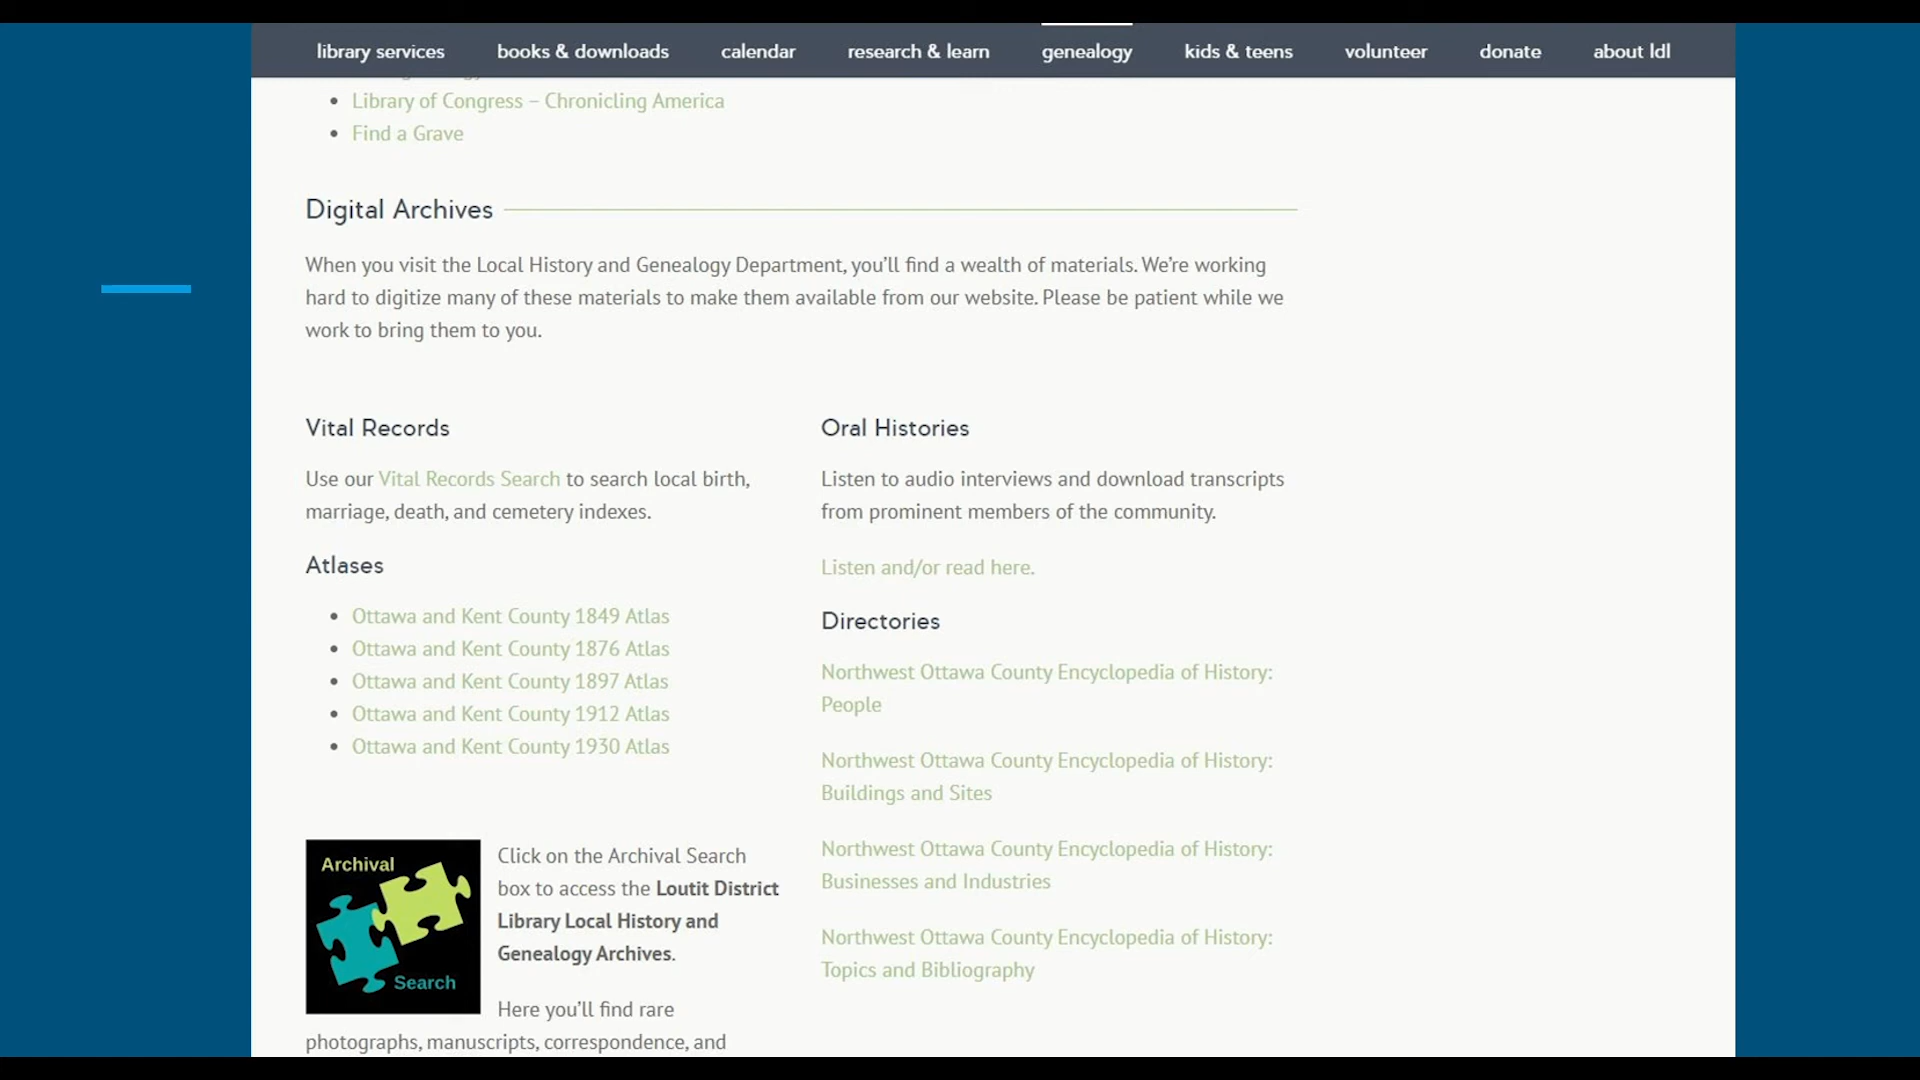 library services books & downloads calendar research & learn genealogy kids & teens volunteer donate about ldl
Library of Congress – Chronicling America
Find a Grave
Digital Archives
When you visit the Local History and Genealogy Department, you’ll find a wealth of materials. We’re working
hard to digitize many of these materials to make them available from our website. Please be patient while we
work to bring them to you.
Vital Records
Use our Vital Records Search to search local birth,
marriage, death, and cemetery indexes.
Atlases
Ottawa and Kent County 1849 Atlas
Ottawa and Kent County 1876 Atlas
Ottawa and Kent County 1897 Atlas
Ottawa and Kent County 1912 Atlas
Ottawa and Kent County 1930 Atlas
Archival
Search
Click on the Archival Search
box to access the Loutit District
Library Local History and
Genealogy Archives.
Here you’ll find rare
photographs, manuscripts, correspondence, and
Oral Histories
Listen to audio interviews and download transcripts
from prominent members of the community.
Listen and/or read here.
Directories
Northwest Ottawa County Encyclopedia of History:
People
Northwest Ottawa County Encyclopedia of History:
Buildings and Sites
Northwest Ottawa County Encyclopedia of History:
Businesses and Industries
Northwest Ottawa County Encyclopedia of History:
Topics and Bibliography